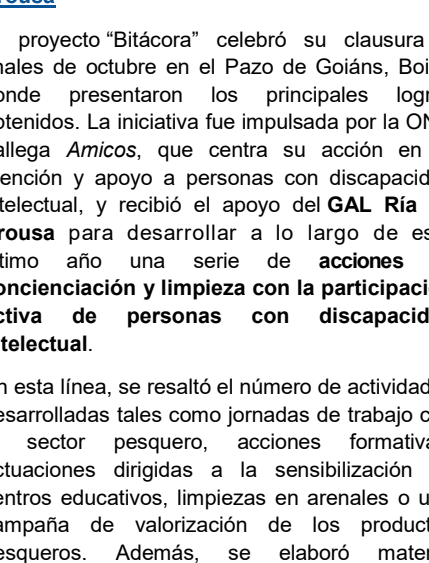 rousa
proyecto “Bitácora” celebró su clausura
nales de octubre en el Pazo de Goiáns, Boi
onde presentaron los principales logr
btenidos. La iniciativa fue impulsada por la ON
allega Amicos, que centra su acción en
ención y apoyo a personas con discapacid
telectual, y recibió el apoyo del GAL Ría
rousa para desarrollar a lo largo de es
timo año una serie de acciones
oncienciación y limpieza con la participaci
ctiva de personas con discapacid
telectual.
n esta línea, se resaltó el número de actividad
esarrolladas tales como jornadas de trabajo c
sector pesquero, acciones formativa
ctuaciones dirigidas a la sensibilización
entros educativos, limpiezas en arenales o u
ampaña de valorización de los product
esqueros. Además, se elaboró mater